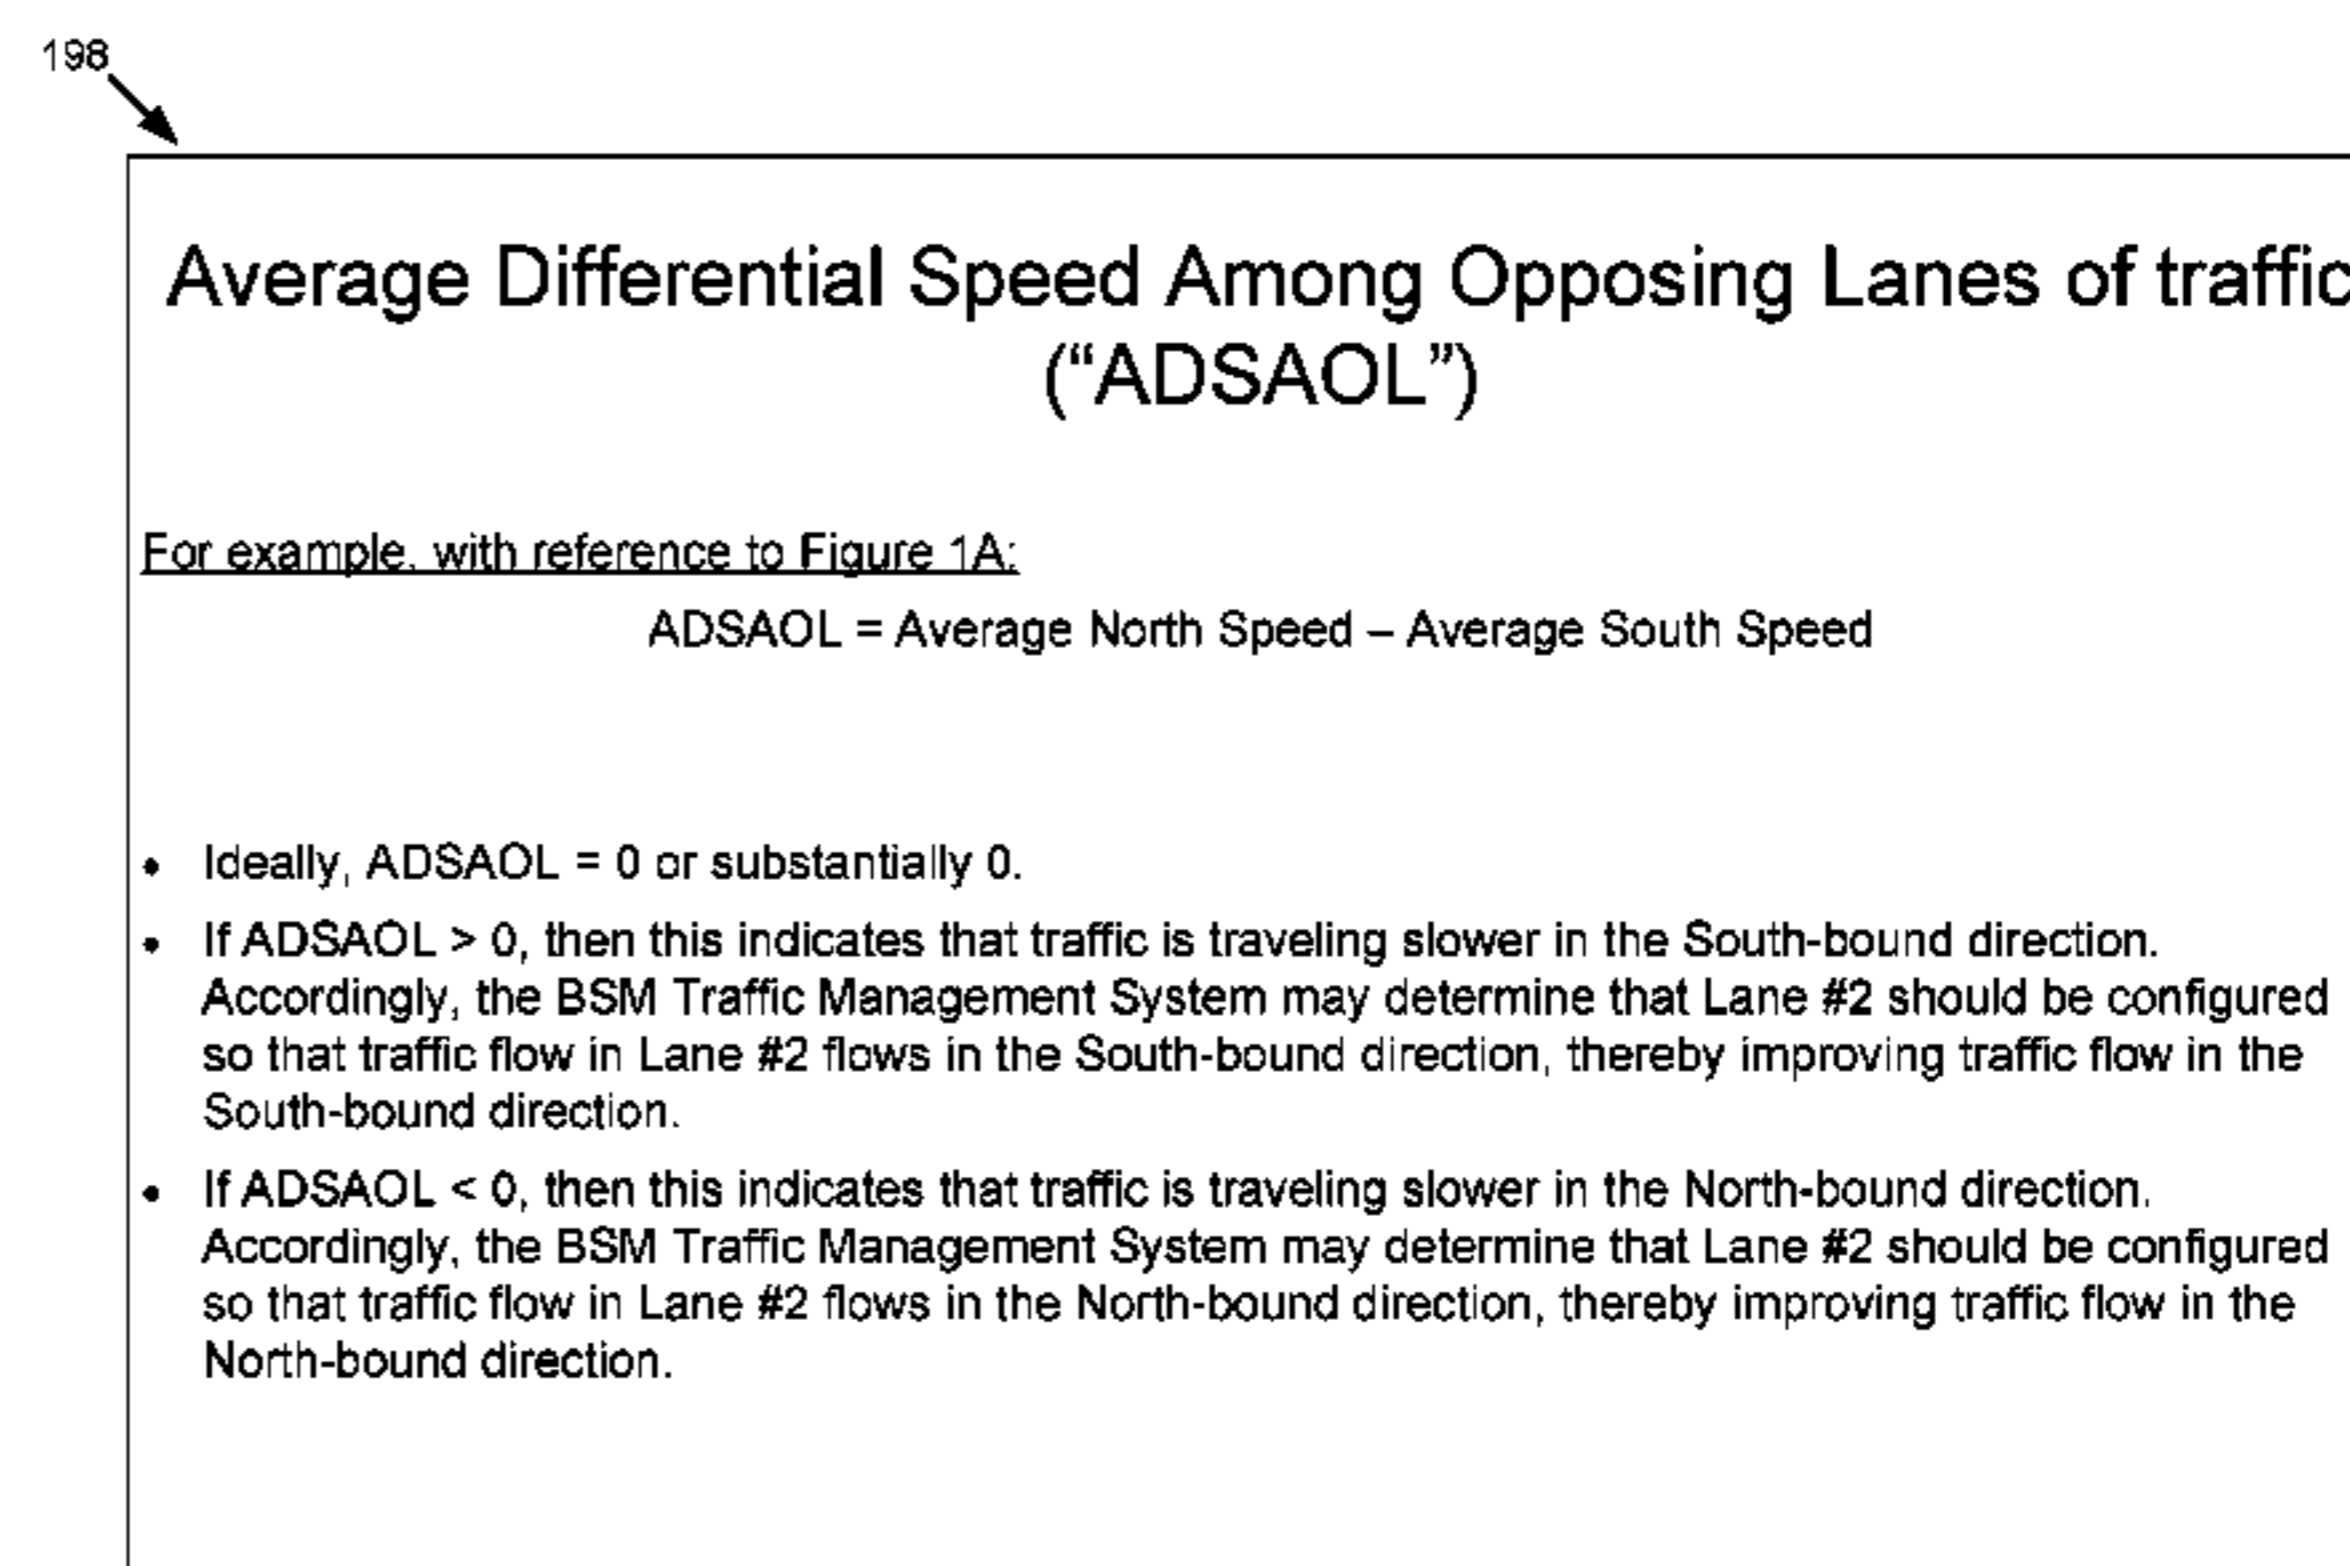 198
Average Differential Speed Among Opposing Lanes of traffic
(“ADSAOL”)
For example, with reference to Figure 1A:
ADSAOL = Average North Speed – Average South Speed
• Ideally, ADSAOL = 0 or substantially 0.
• If ADSAOL > 0, then this indicates that traffic is traveling slower in the South-bound direction.
Accordingly, the BSM Traffic Management System may determine that Lane #2 should be configured
so that traffic flow in Lane #2 flows in the South-bound direction, thereby improving traffic flow in the
South-bound direction.
• If ADSAOL < 0, then this indicates that traffic is traveling slower in the North-bound direction.
Accordingly, the BSM Traffic Management System may determine that Lane #2 should be configured
so that traffic flow in Lane #2 flows in the North-bound direction, thereby improving traffic flow in the
North-bound direction.